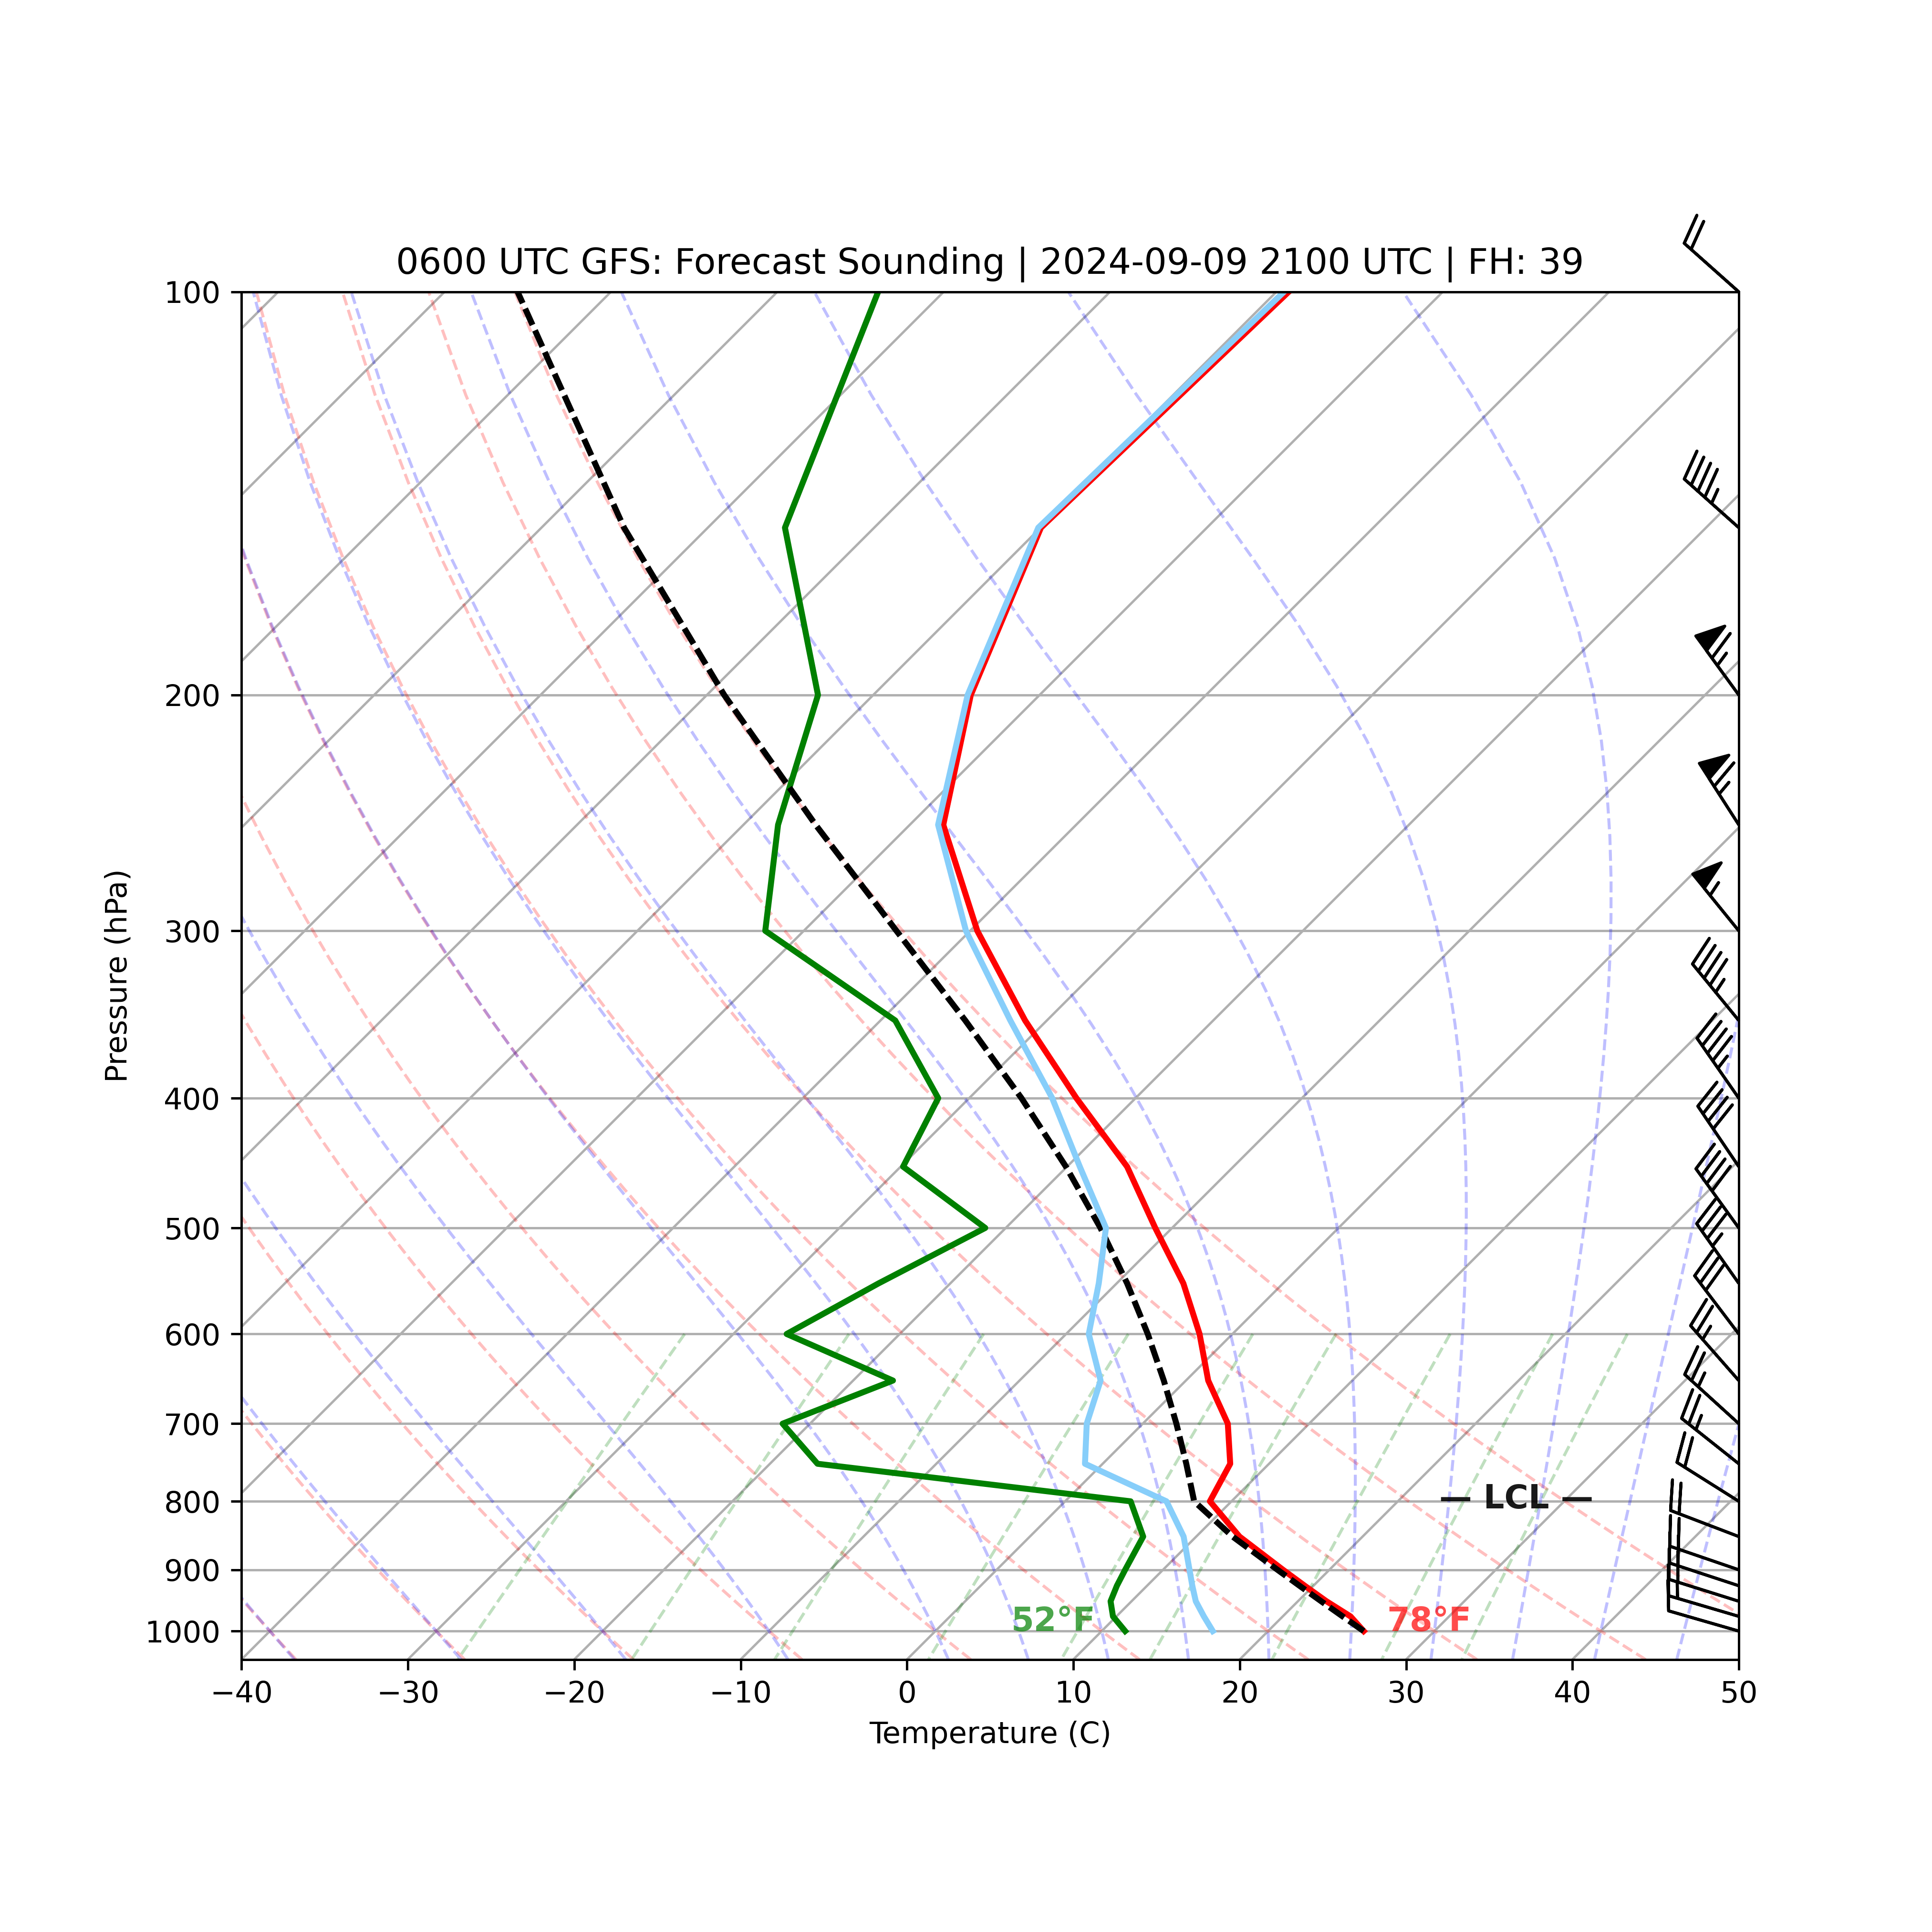 0600 UTC GFS: Forecast Sounding | 2024-09-09 2100 UTC | FH: 39
100
200
300
400
500
600
700
800
900
1000
Pressure (hPa)
— LCL —
52°F
78°F
−40 −30 −20 −10 0 10 20 30 40 50
Temperature (C)